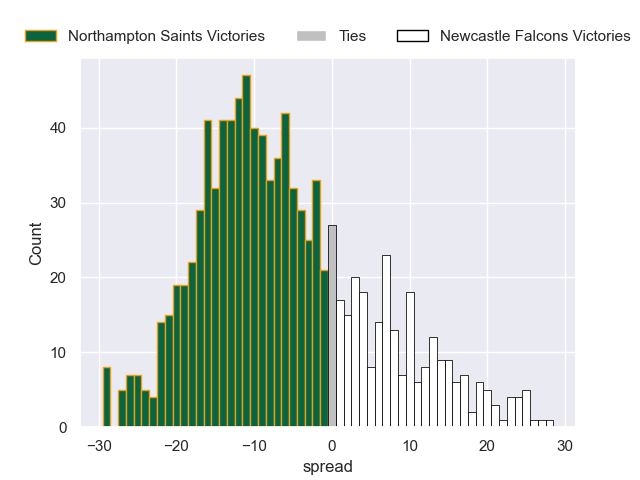 Northampton Saints Victories Ties Newcastle Falcons Victories
40
30
20
10
0
Count
−30 −20 −10 0 10 20 30
spread